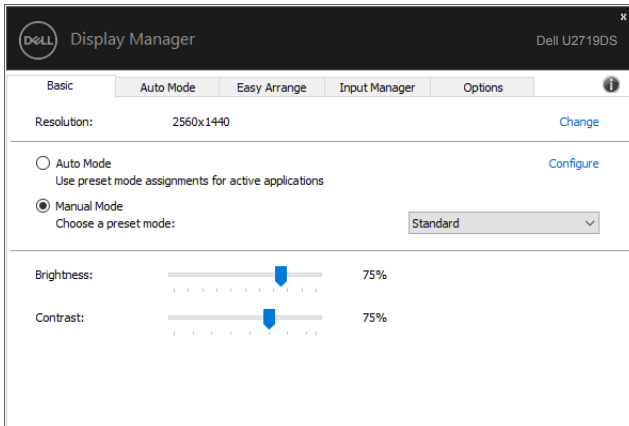 x
DELL Display Manager Dell U2719DS
Basic Auto Mode Easy Arrange Input Manager Options i
Resolution: 2560x1440 Change
Auto Mode Configure
Use preset mode assignments for active applications
Manual Mode
Choose a preset mode: Standard
Brightness: 75%
Contrast: 75%